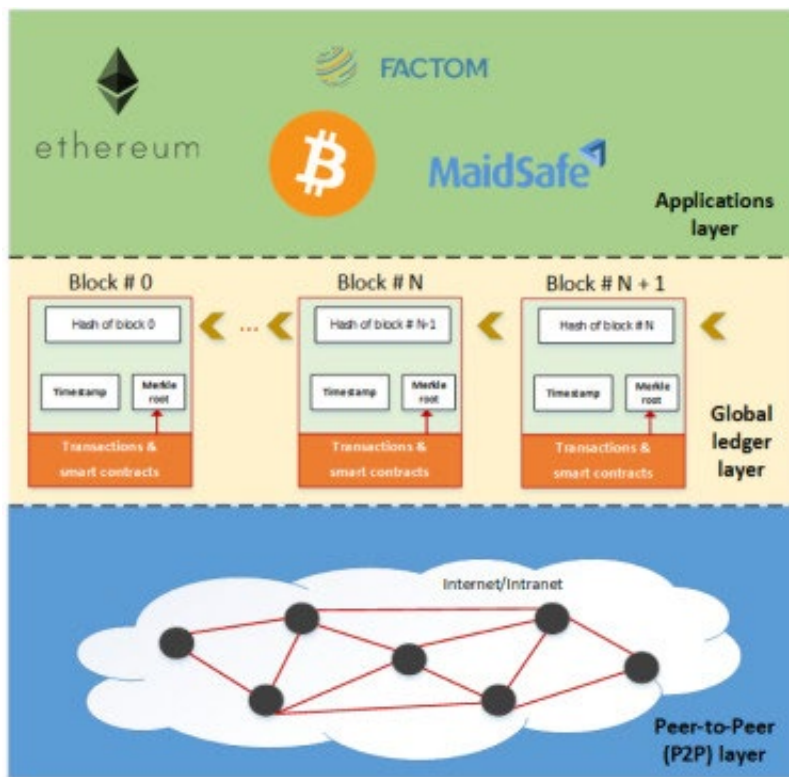 FACTOM
ethereum
MaidSafe
Applications
layer
Block # 0
Block # N
Block # N + 1
Hash of block 0
...
Hash of block # N-1
Hash of block # N
Timestamp
Merkle
root
Timestamp
Merkle
root
Timestamp
Merkle
root
Transactions &
smart contracts
Transactions &
smart contracts
Transactions &
smart contracts
Global
ledger
layer
Internet/Intranet
Peer-to-Peer
(P2P) layer